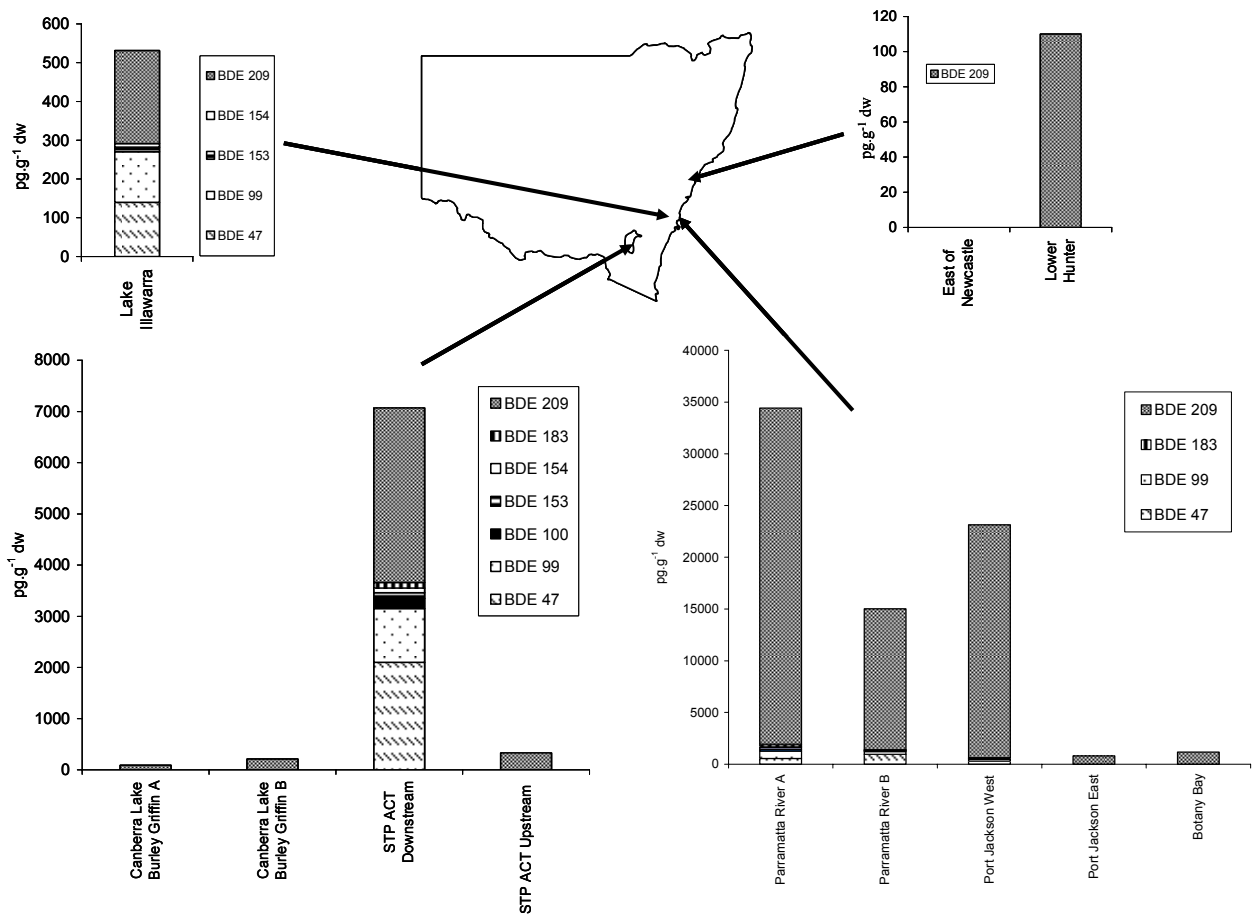 600
500
400
300
200
100
0
pg.g⁻¹ dw
Lake
Illawarra
BDE 209
BDE 154
BDE 153
BDE 99
BDE 47
120
100
80
60
40
20
0
pg.g⁻¹ dw
BDE 209
East of
Newcastle
Lower
Hunter
8000
7000
6000
5000
4000
3000
2000
1000
0
pg.g⁻¹ dw
BDE 209
BDE 183
BDE 154
BDE 153
BDE 100
BDE 99
BDE 47
Canberra Lake
Burley Griffin A
Canberra Lake
Burley Griffin B
STP ACT
Downstream
STP ACT Upstream
40000
35000
30000
25000
20000
15000
10000
5000
0
pg.g⁻¹ dw
BDE 209
BDE 183
BDE 99
BDE 47
Parramatta River A
Parramatta River B
Port Jackson West
Port Jackson East
Botany Bay